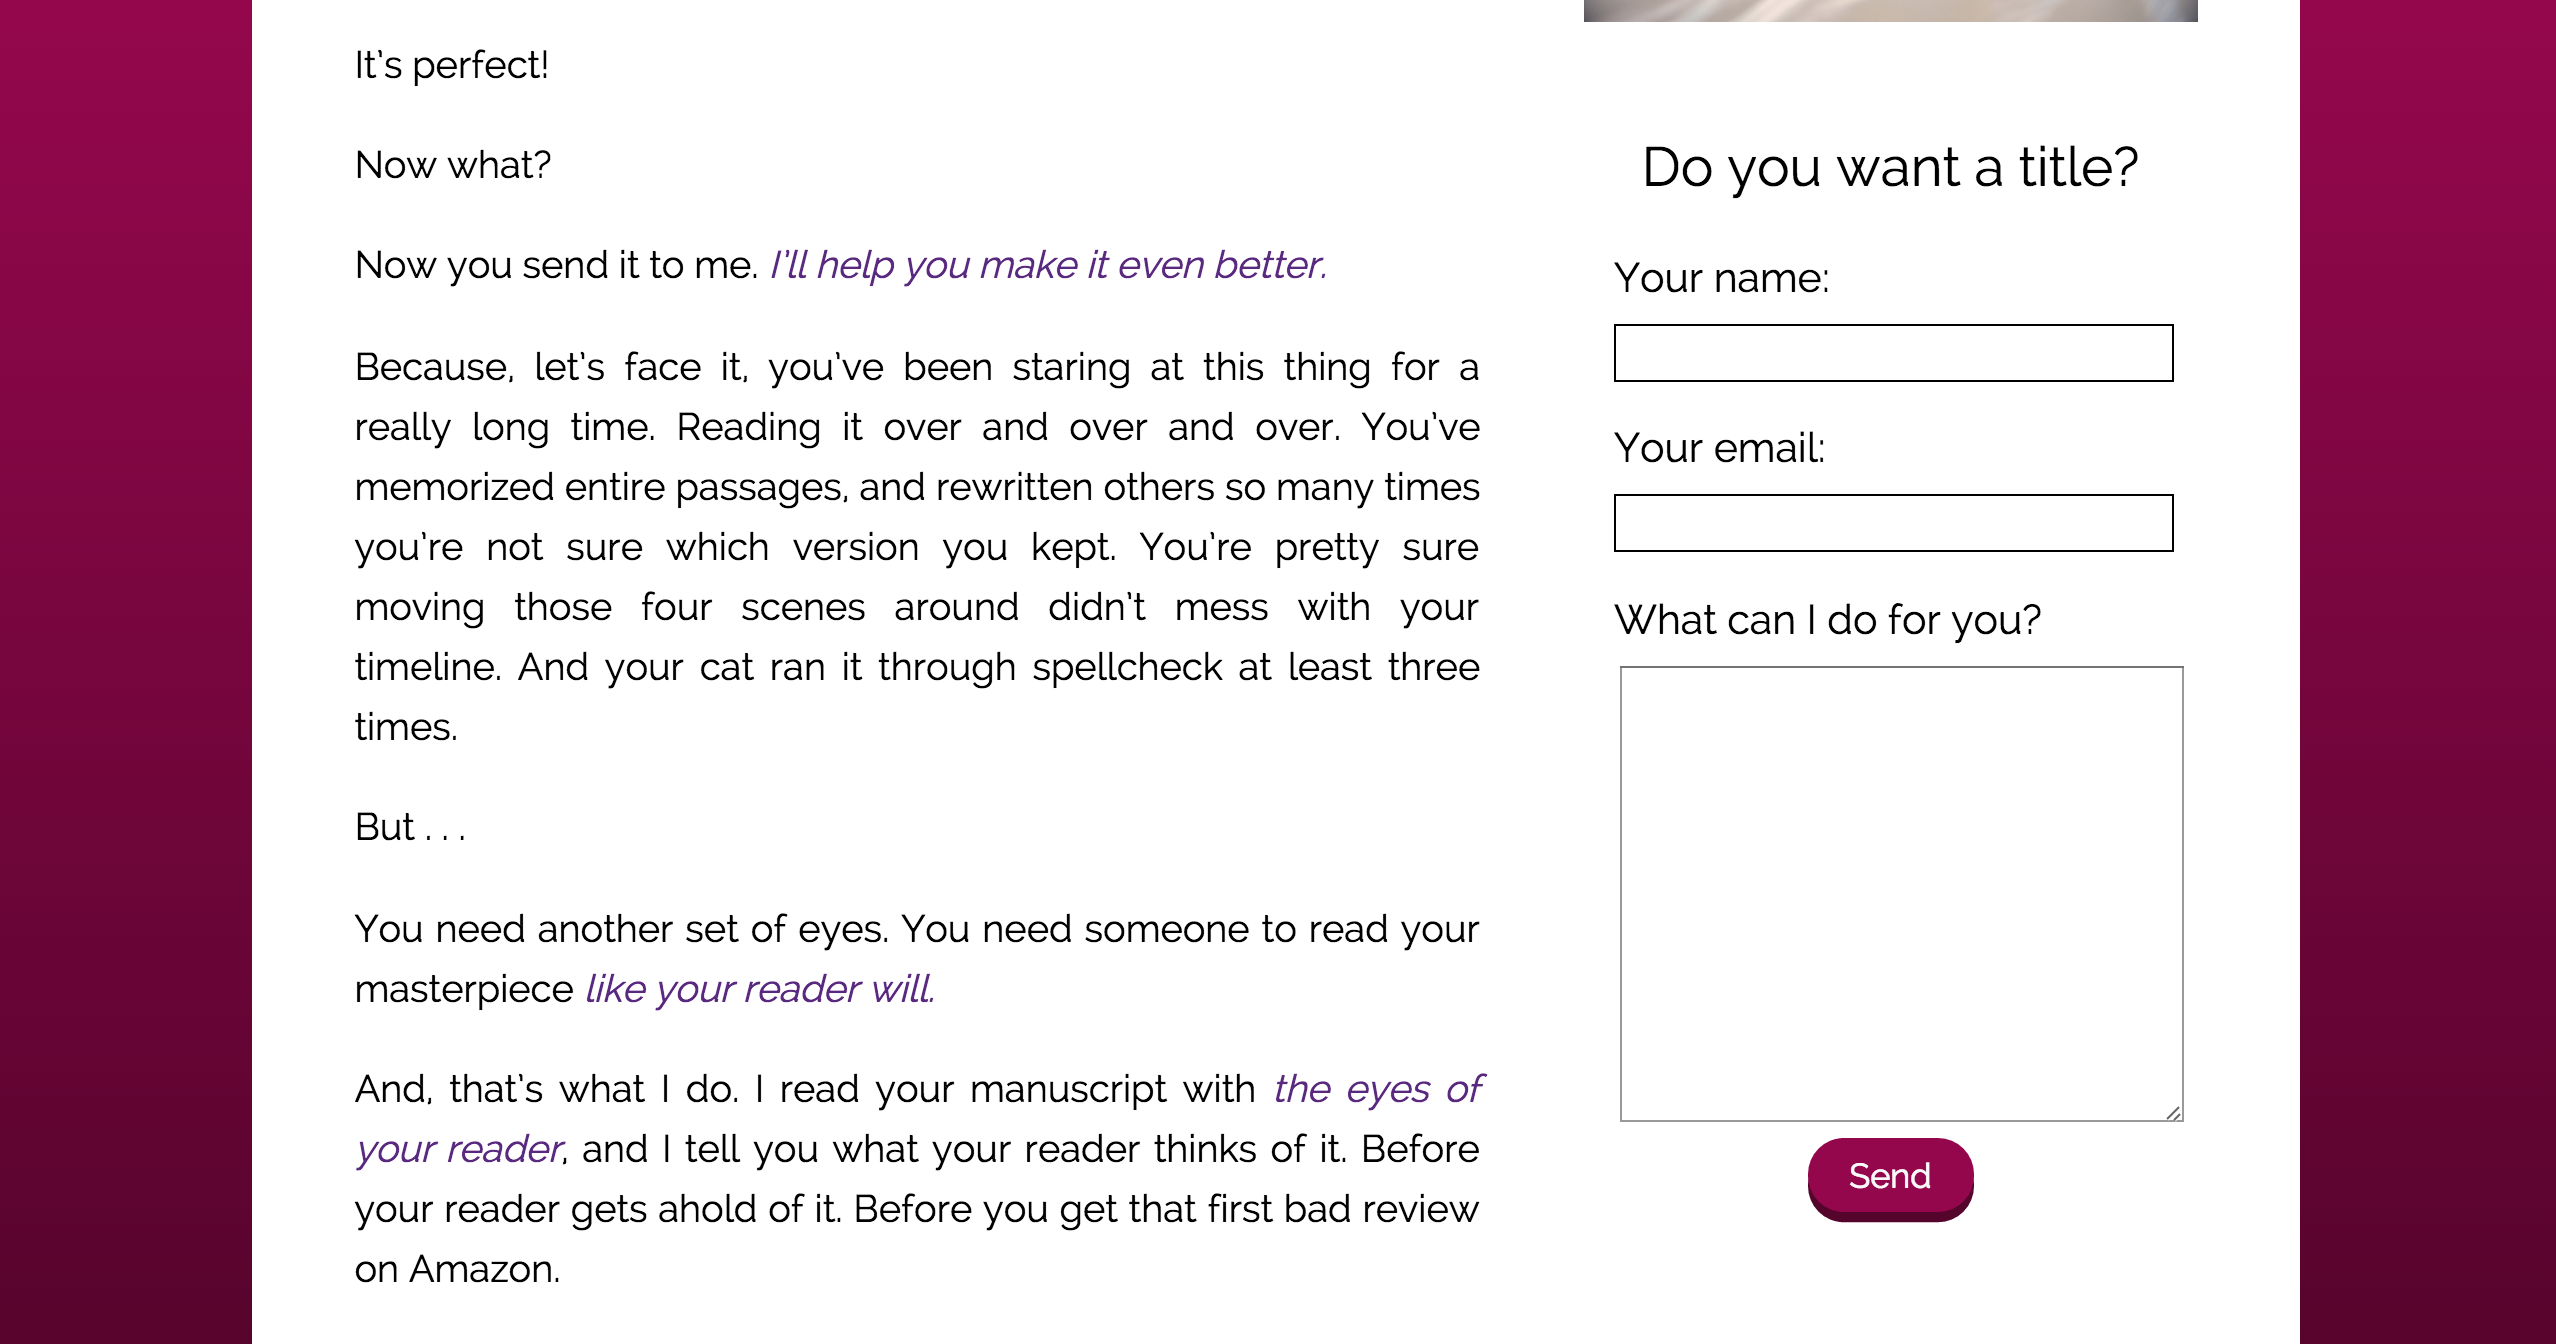 It's perfect!
Now what?
Now you send it to me. I'll help you make it even better.
Because, let's face it, you've been staring at this thing for a
really long time. Reading it over and over and over. You've
memorized entire passages, and rewritten others so many times
you're not sure which version you kept. You're pretty sure
moving those four scenes around didn't mess with your
timeline. And your cat ran it through spellcheck at least three
times.
But . . .
You need another set of eyes. You need someone to read your
masterpiece like your reader will.
And, that's what I do. I read your manuscript with the eyes of
your reader, and I tell you what your reader thinks of it. Before
your reader gets ahold of it. Before you get that first bad review
on Amazon.
Do you want a title?
Your name:
Your email:
What can I do for you?
Send